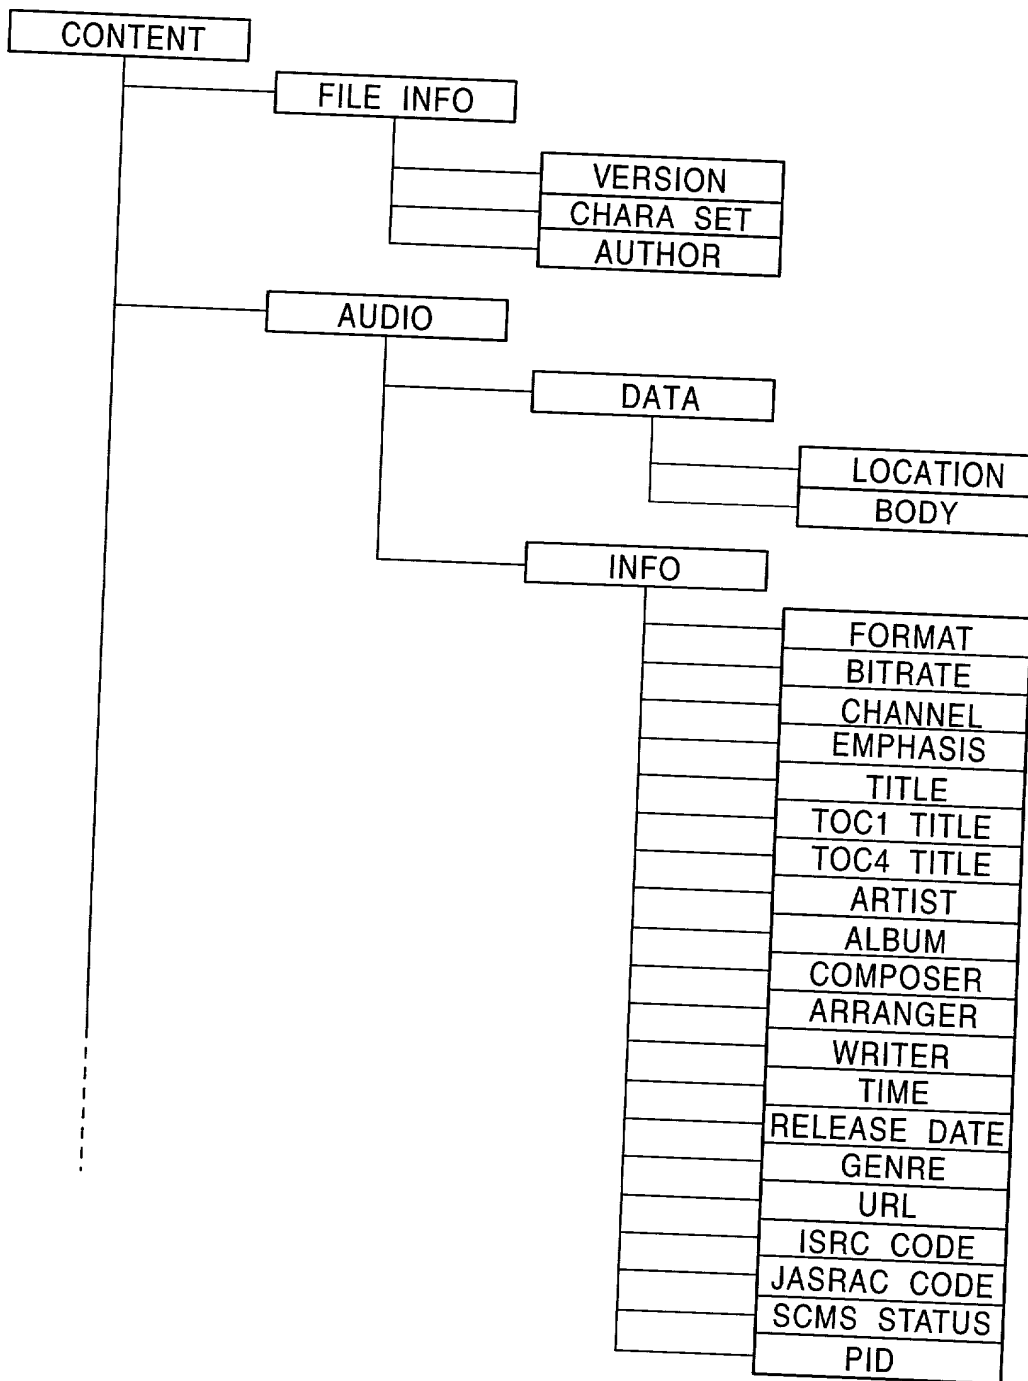 CONTENT
FILE INFO
VERSION
CHARA SET
AUTHOR
AUDIO
DATA
LOCATION
BODY
INFO
FORMAT
BITRATE
CHANNEL
EMPHASIS
TITLE
TOC1 TITLE
TOC4 TITLE
ARTIST
ALBUM
COMPOSER
ARRANGER
WRITER
TIME
RELEASE DATE
GENRE
URL
ISRC CODE
JASRAC CODE
SCMS STATUS
PID